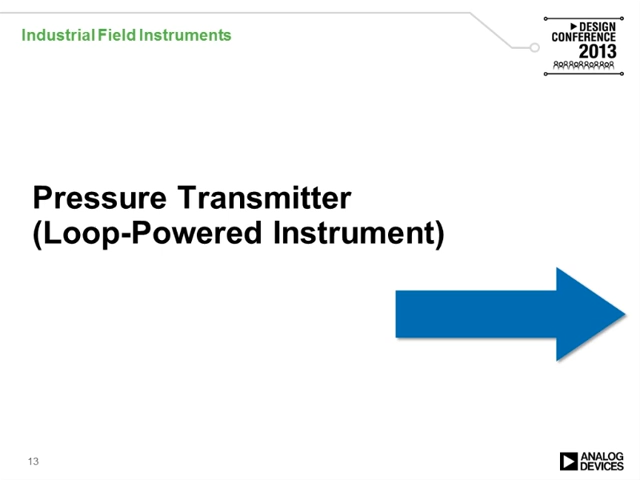 Industrial Field Instruments
DESIGN
CONFERENCE
2013
Pressure Transmitter
(Loop-Powered Instrument)
13
ANALOG
DEVICES